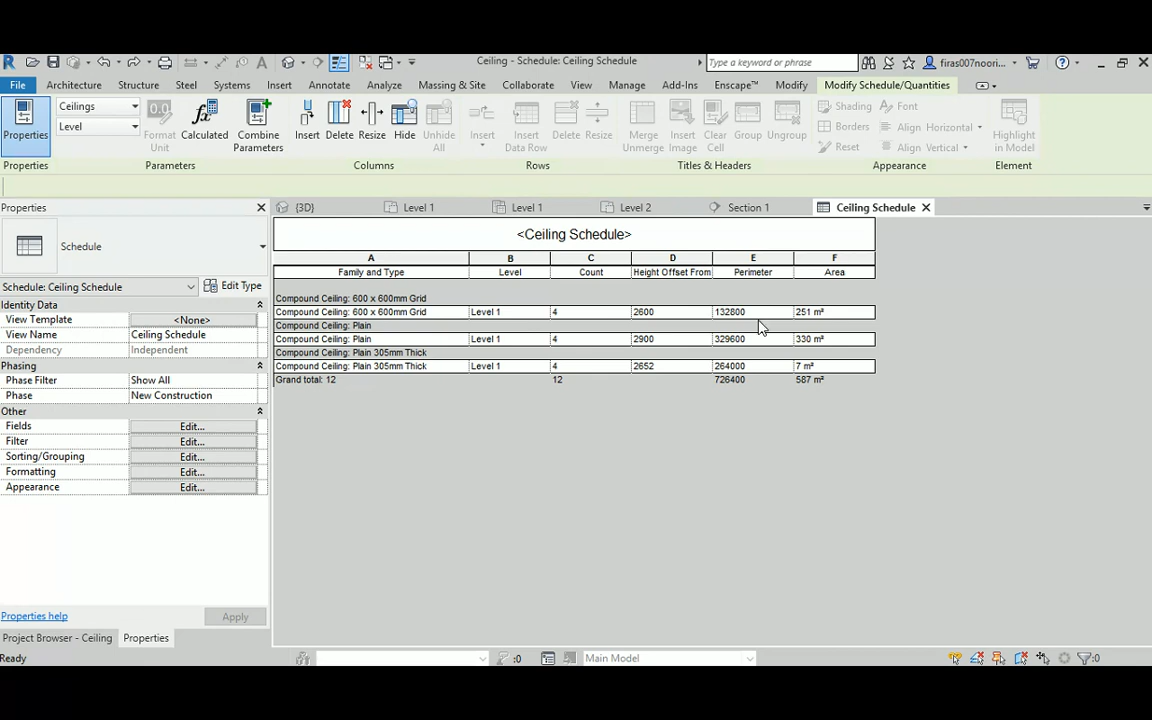 Ceiling - Schedule: Ceiling Schedule
Type a keyword or phrase
firas007noori...
File Architecture Structure Steel Systems Insert Annotate Analyze Massing & Site Collaborate View Manage Add-Ins Enscape™ Modify Modify Schedule/Quantities
Properties
Ceilings
Level
Format Unit
Calculated
Combine Parameters
Insert
Delete
Resize
Hide
Unhide All
Insert
Insert Data Row
Delete
Resize
Merge Unmerge
Insert Image
Clear Cell
Group
Ungroup
Shading
Borders
Reset
Font
Align Horizontal
Align Vertical
Highlight in Model
Properties Parameters Columns Rows Titles & Headers Appearance Element
Properties
{3D} Level 1 Level 1 Level 2 Section 1 Ceiling Schedule
Schedule
Schedule: Ceiling Schedule Edit Type
Identity Data
View Template <None>
View Name Ceiling Schedule
Dependency Independent
Phasing
Phase Filter Show All
Phase New Construction
Other
Fields Edit...
Filter Edit...
Sorting/Grouping Edit...
Formatting Edit...
Appearance Edit...
Properties help Apply
Project Browser - Ceiling Properties
<Ceiling Schedule>
A B C D E F
Family and Type Level Count Height Offset From Perimeter Area
Compound Ceiling: 600 x 600mm Grid
Compound Ceiling: 600 x 600mm Grid Level 1 4 2600 132800 251 m²
Compound Ceiling: Plain
Compound Ceiling: Plain Level 1 4 2900 329600 330 m²
Compound Ceiling: Plain 305mm Thick
Compound Ceiling: Plain 305mm Thick Level 1 4 2652 264000 7 m²
Grand total: 12 12 726400 587 m²
Ready
:0
Main Model
:0